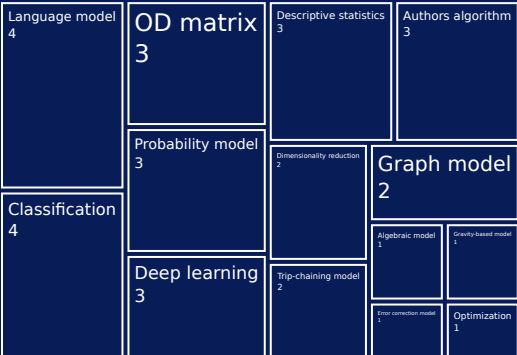 Language model
4
Classification
4
OD matrix
3
Probability model
3
Deep learning
3
Descriptive statistics
3
Authors algorithm
3
Dimensionality reduction
2
Trip-chaining model
2
Graph model
2
Algebraic model
1
Gravity-based model
1
Error correction model
1
Optimization
1